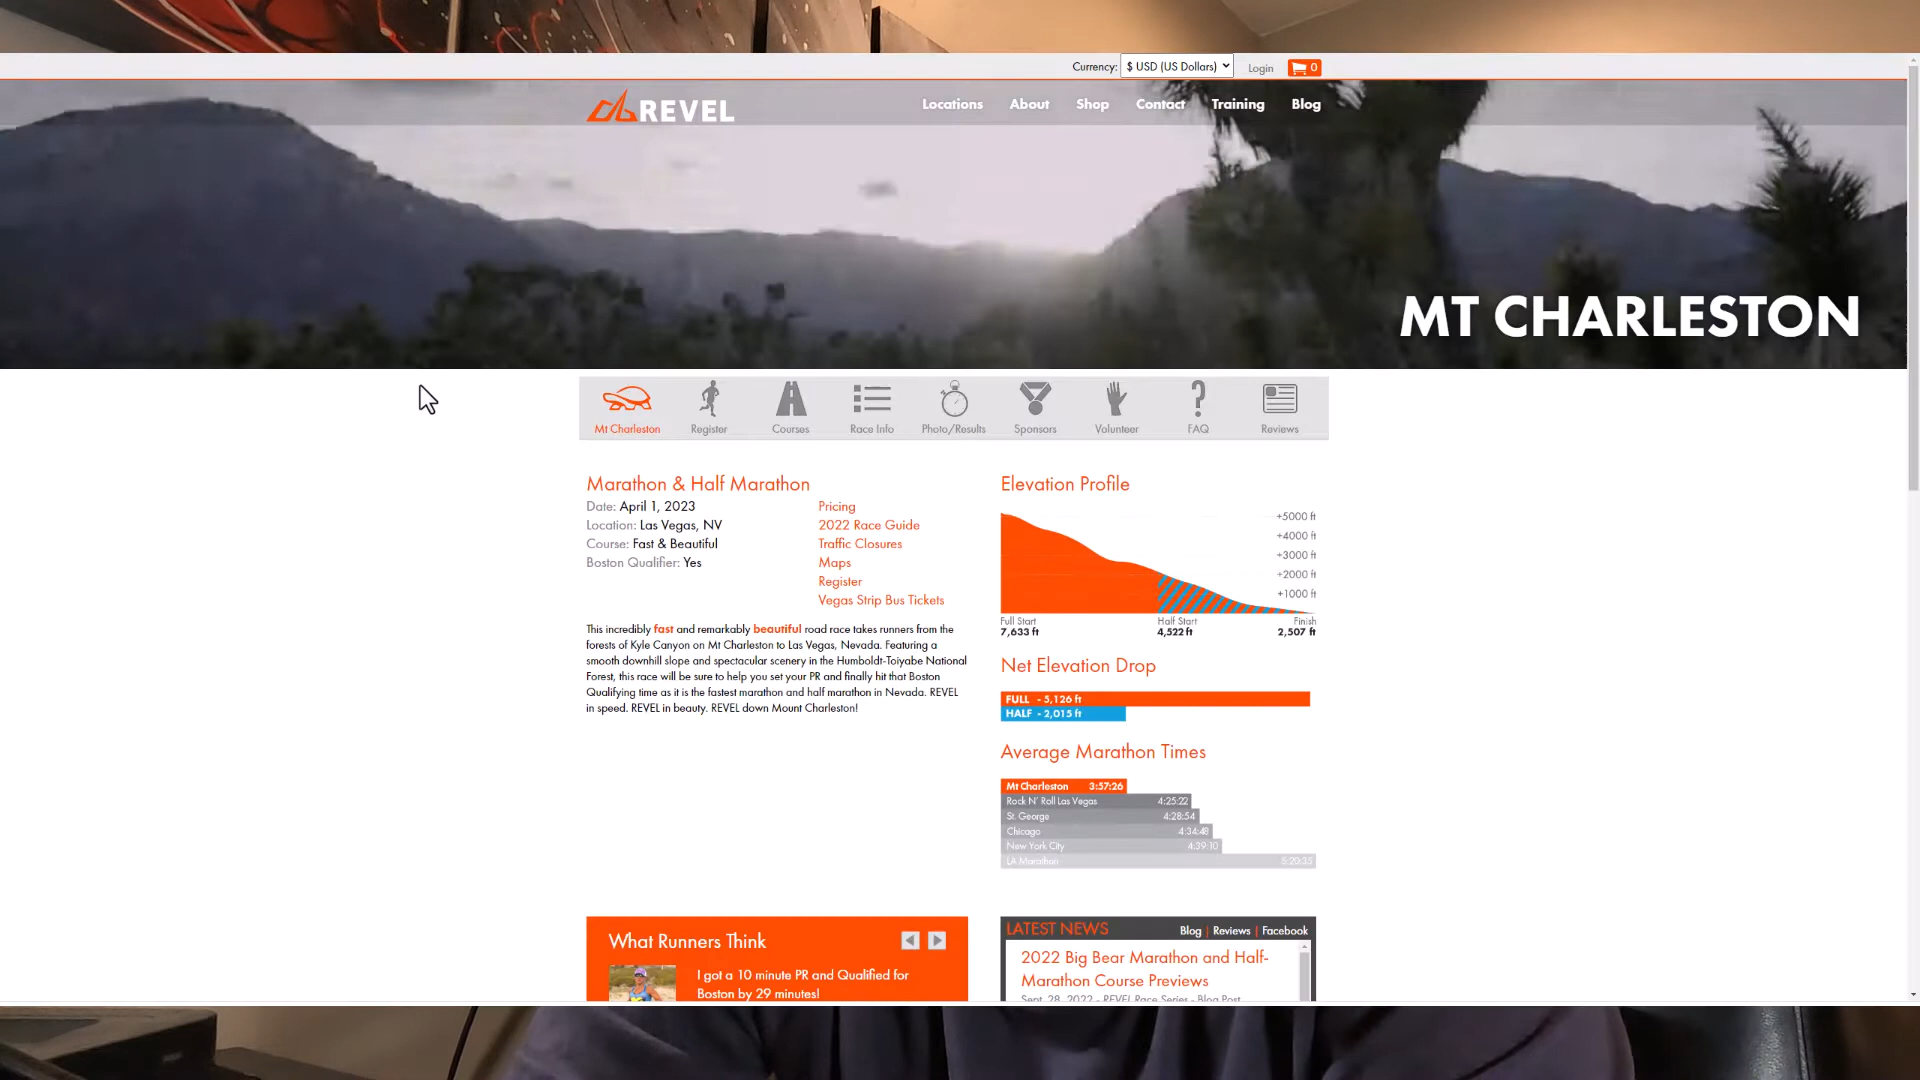 Currency: $ USD (US Dollars) Login 0
REVEL
Locations About Shop Contact Training Blog
MT CHARLESTON
Mt Charleston Register Courses Race Info Photo/Results Sponsors Volunteer FAQ Reviews
Marathon & Half Marathon
Date: April 1, 2023
Location: Las Vegas, NV
Course: Fast & Beautiful
Boston Qualifier: Yes
Pricing
2022 Race Guide
Traffic Closures
Maps
Register
Vegas Strip Bus Tickets
This incredibly fast and remarkably beautiful road race takes runners from the
forests of Kyle Canyon on Mt Charleston to Las Vegas, Nevada. Featuring a
smooth downhill slope and spectacular scenery in the Humboldt-Toiyabe National
Forest, this race will be sure to help you set your PR and finally hit that Boston
Qualifying time as it is the fastest marathon and half marathon in Nevada. REVEL
in speed. REVEL in beauty. REVEL down Mount Charleston!
Elevation Profile
+5000 ft
+4000 ft
+3000 ft
+2000 ft
+1000 ft
Full Start Half Start Finish
7,633 ft 4,522 ft 2,507 ft
Net Elevation Drop
FULL - 5,126 ft
HALF - 2,015 ft
Average Marathon Times
Mt Charleston 3:57:26
Rock N' Roll Las Vegas 4:25:22
St. George 4:28:54
Chicago 4:34:48
New York City 4:39:10
LA Marathon 5:20:35
What Runners Think
I got a 10 minute PR and Qualified for
Boston by 29 minutes!
LATEST NEWS Blog | Reviews | Facebook
2022 Big Bear Marathon and Half-
Marathon Course Previews
Sept. 28, 2022 - REVEL Race Series - Blog Post